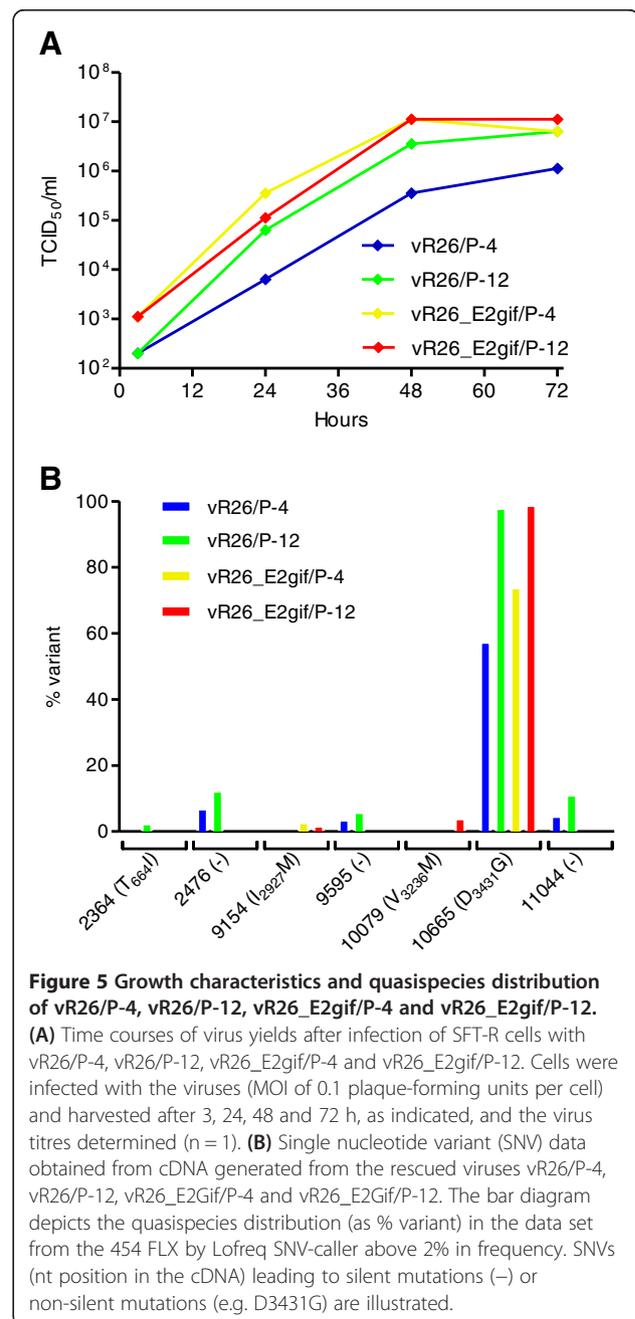 A
10⁸
10⁷
10⁶
10⁵
10⁴
10³
10²
TCID₅₀/ml
vR26/P-4
vR26/P-12
vR26_E2gif/P-4
vR26_E2gif/P-12
0 12 24 36 48 60 72
Hours
B
100
80
60
40
20
0
% variant
vR26/P-4
vR26/P-12
vR26_E2gif/P-4
vR26_E2gif/P-12
2364 (T₆₆₄I)
2476 (-)
9154 (I₂₉₂₇M)
9595 (-)
10079 (V₃₂₃₆M)
10665 (D₃₄₃₁G)
11044 (-)
Figure 5 Growth characteristics and quasispecies distribution
of vR26/P-4, vR26/P-12, vR26_E2gif/P-4 and vR26_E2gif/P-12.
(A) Time courses of virus yields after infection of SFT-R cells with
vR26/P-4, vR26/P-12, vR26_E2gif/P-4 and vR26_E2gif/P-12. Cells were
infected with the viruses (MOI of 0.1 plaque-forming units per cell)
and harvested after 3, 24, 48 and 72 h, as indicated, and the virus
titres determined (n = 1). (B) Single nucleotide variant (SNV) data
obtained from cDNA generated from the rescued viruses vR26/P-4,
vR26/P-12, vR26_E2Gif/P-4 and vR26_E2gif/P-12. The bar diagram
depicts the quasispecies distribution (as % variant) in the data set
from the 454 FLX by Lofreq SNV-caller above 2% in frequency. SNVs
(nt position in the cDNA) leading to silent mutations (−) or
non-silent mutations (e.g. D3431G) are illustrated.